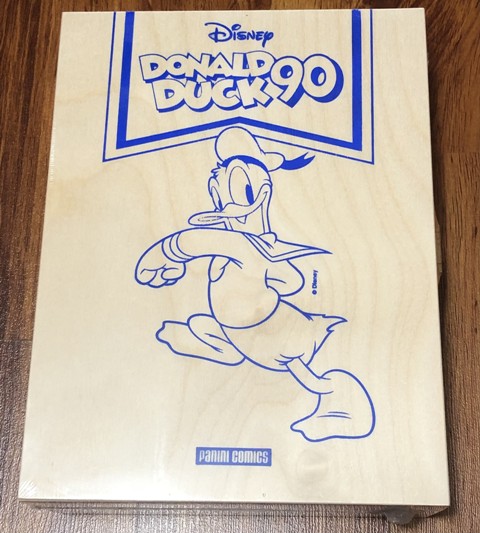 Disney
DONALD
DUCK 90
© Disney
PANINI COMICS